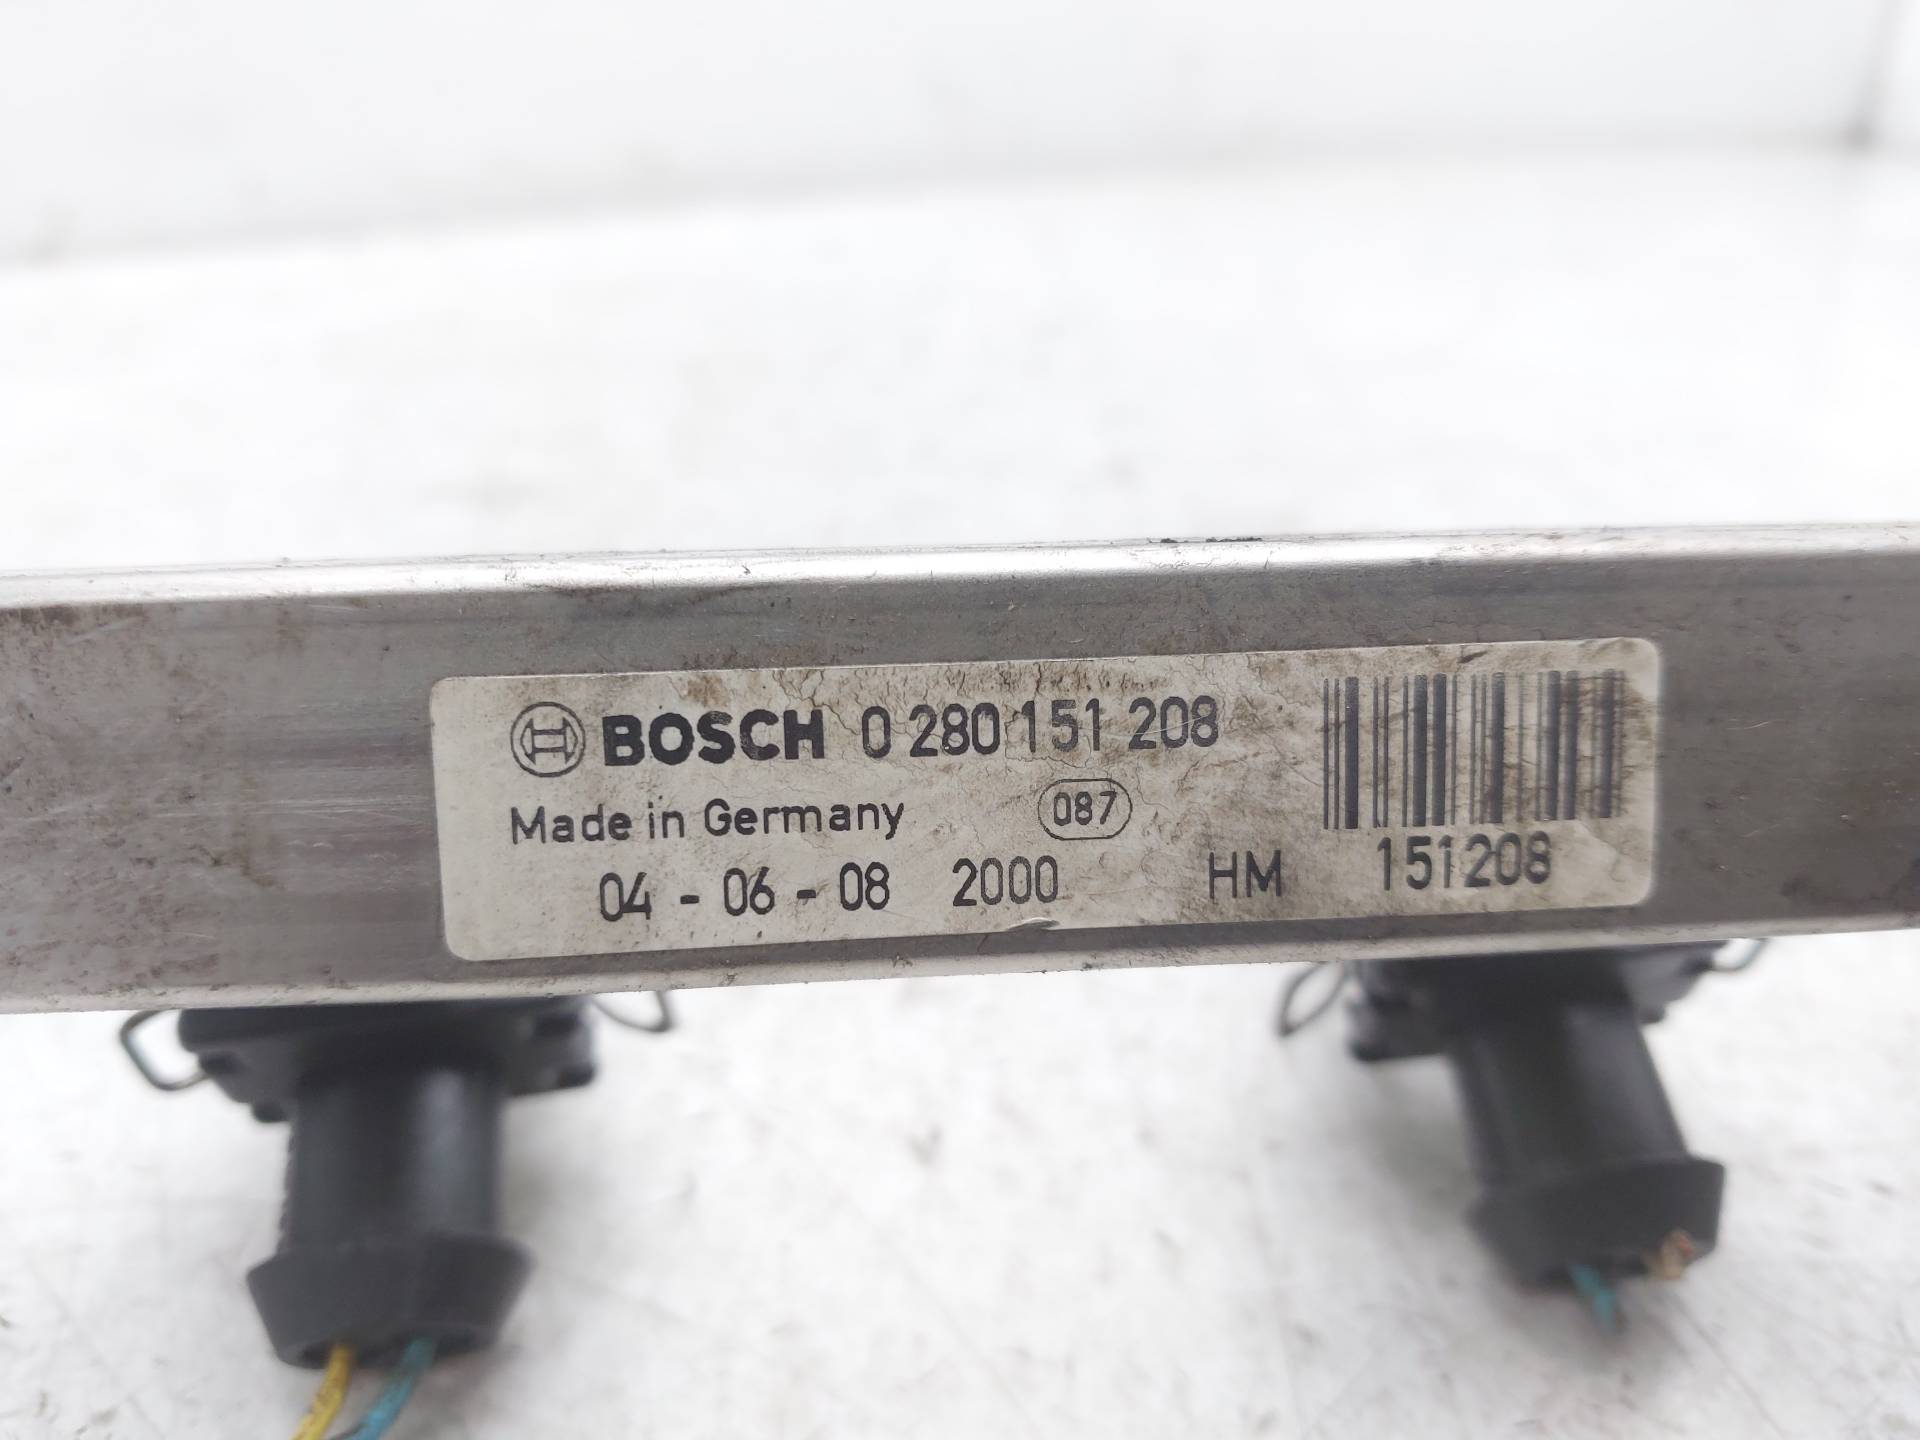 BOSCH 0 280 151 208
Made in Germany 087
04 - 06 - 08 2000 HM 151208